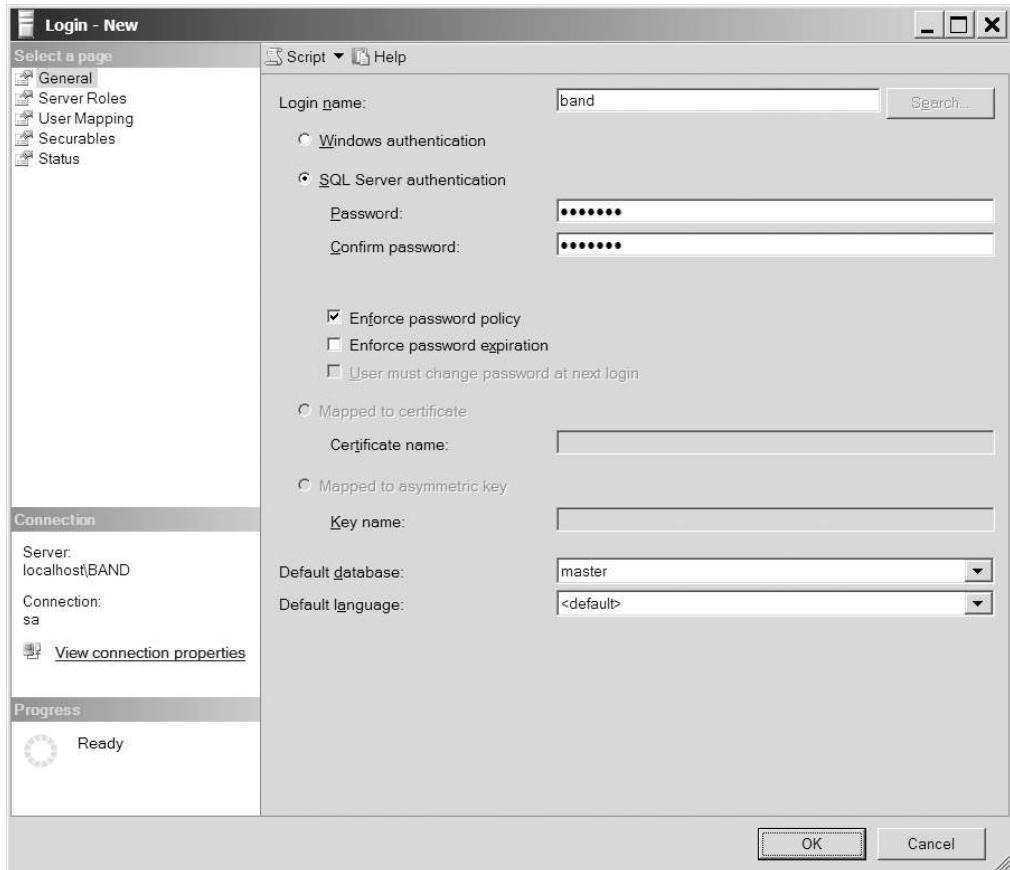 Login - New
Select a page
General
Server Roles
User Mapping
Securables
Status
Connection
Server:
localhost\BAND
Connection:
sa
View connection properties
Progress
Ready
Script Help
Login name: band Search...
Windows authentication
SQL Server authentication
Password: •••••••
Confirm password: •••••••
Enforce password policy
Enforce password expiration
User must change password at next login
Mapped to certificate
Certificate name:
Mapped to asymmetric key
Key name:
Default database: master
Default language: <default>
OK Cancel